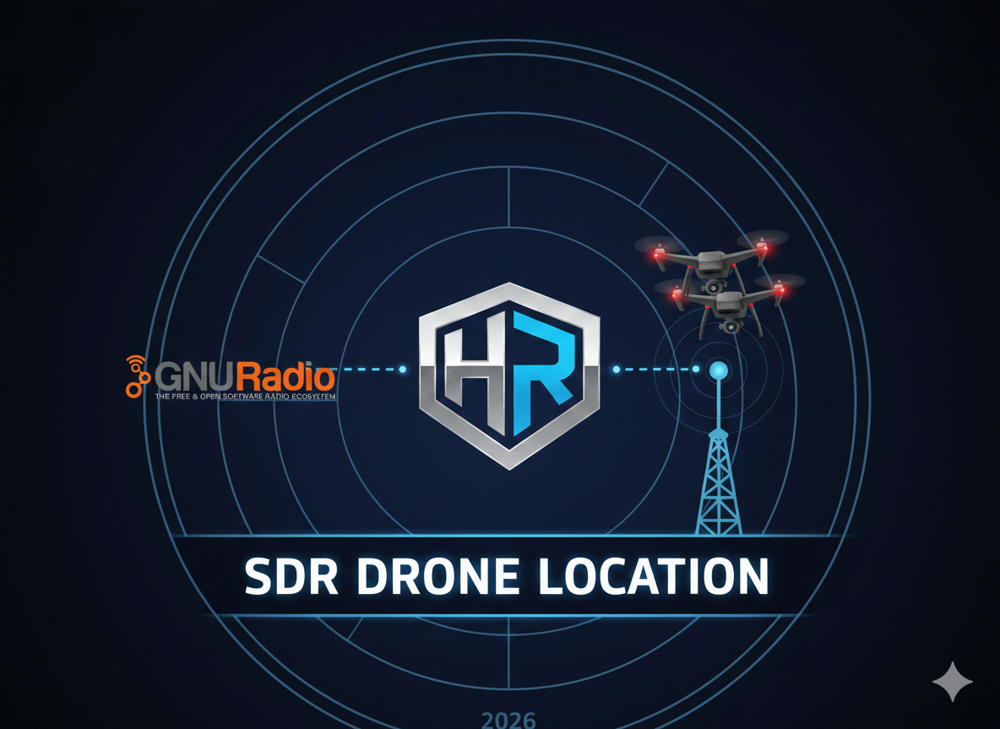 HR
GNURadio
THE FREE & OPEN SOFTWARE RADIO ECOSYSTEM
SDR DRONE LOCATION
2026